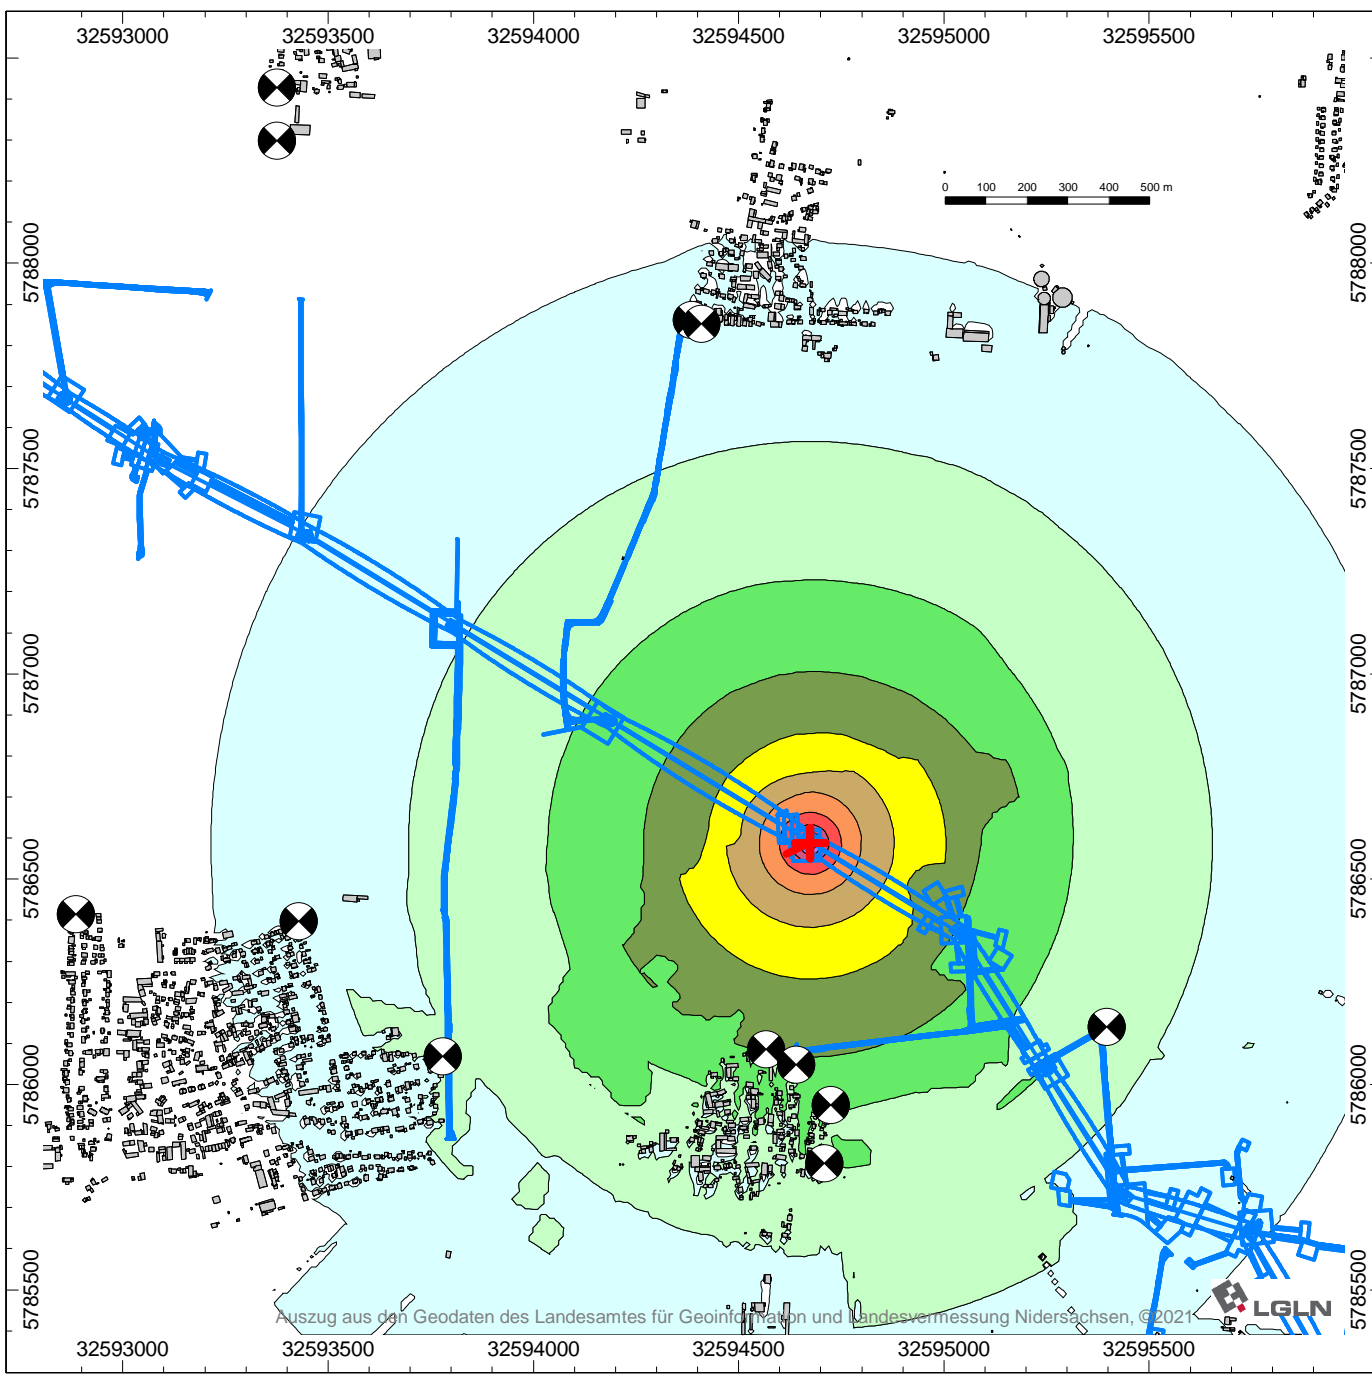 32593000 32593500 32594000 32594500 32595000 32595500
0 100 200 300 400 500 m
5788000 5788000
5787500 5787500
5787000 5787000
5786500 5786500
5786000 5786000
5785500 5785500
LGLN
Auszug aus den Geodaten des Landesamtes für Geoinformation und Landesvermessung Nidersachsen, ©2021
32593000 32593500 32594000 32594500 32595000 32595500